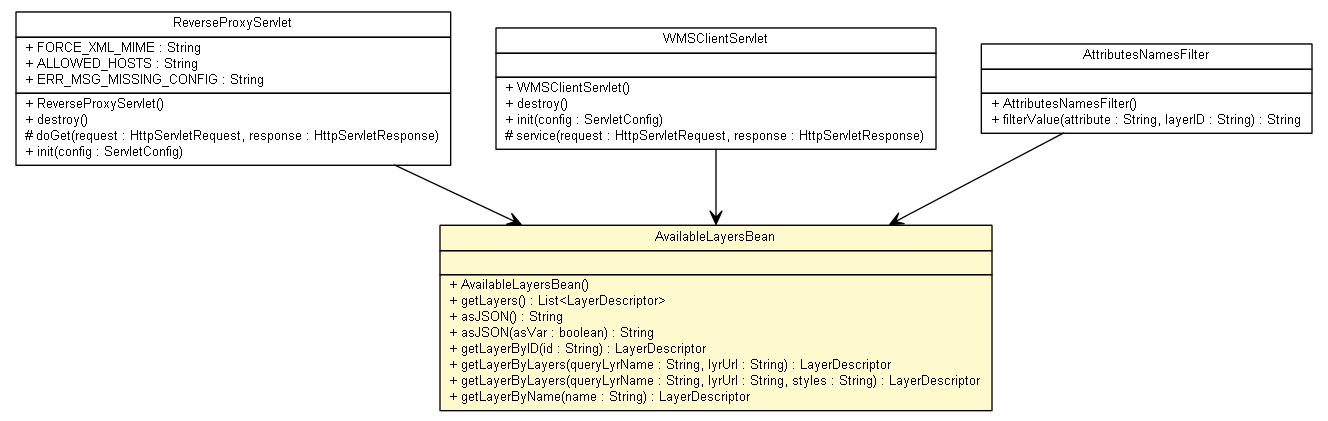 ReverseProxyServlet
+ FORCE_XML_MIME : String
+ ALLOWED_HOSTS : String
+ ERR_MSG_MISSING_CONFIG : String
+ ReverseProxyServlet()
+ destroy()
# doGet(request : HttpServletRequest, response : HttpServletResponse)
+ init(config : ServletConfig)
WMSClientServlet
+ WMSClientServlet()
+ destroy()
+ init(config : ServletConfig)
# service(request : HttpServletRequest, response : HttpServletResponse)
AttributesNamesFilter
+ AttributesNamesFilter()
+ filterValue(attribute : String, layerID : String) : String
AvailableLayersBean
+ AvailableLayersBean()
+ getLayers() : List<LayerDescriptor>
+ asJSON() : String
+ asJSON(asVar : boolean) : String
+ getLayerByID(id : String) : LayerDescriptor
+ getLayerByLayers(queryLyrName : String, lyrUrl : String) : LayerDescriptor
+ getLayerByLayers(queryLyrName : String, lyrUrl : String, styles : String) : LayerDescriptor
+ getLayerByName(name : String) : LayerDescriptor